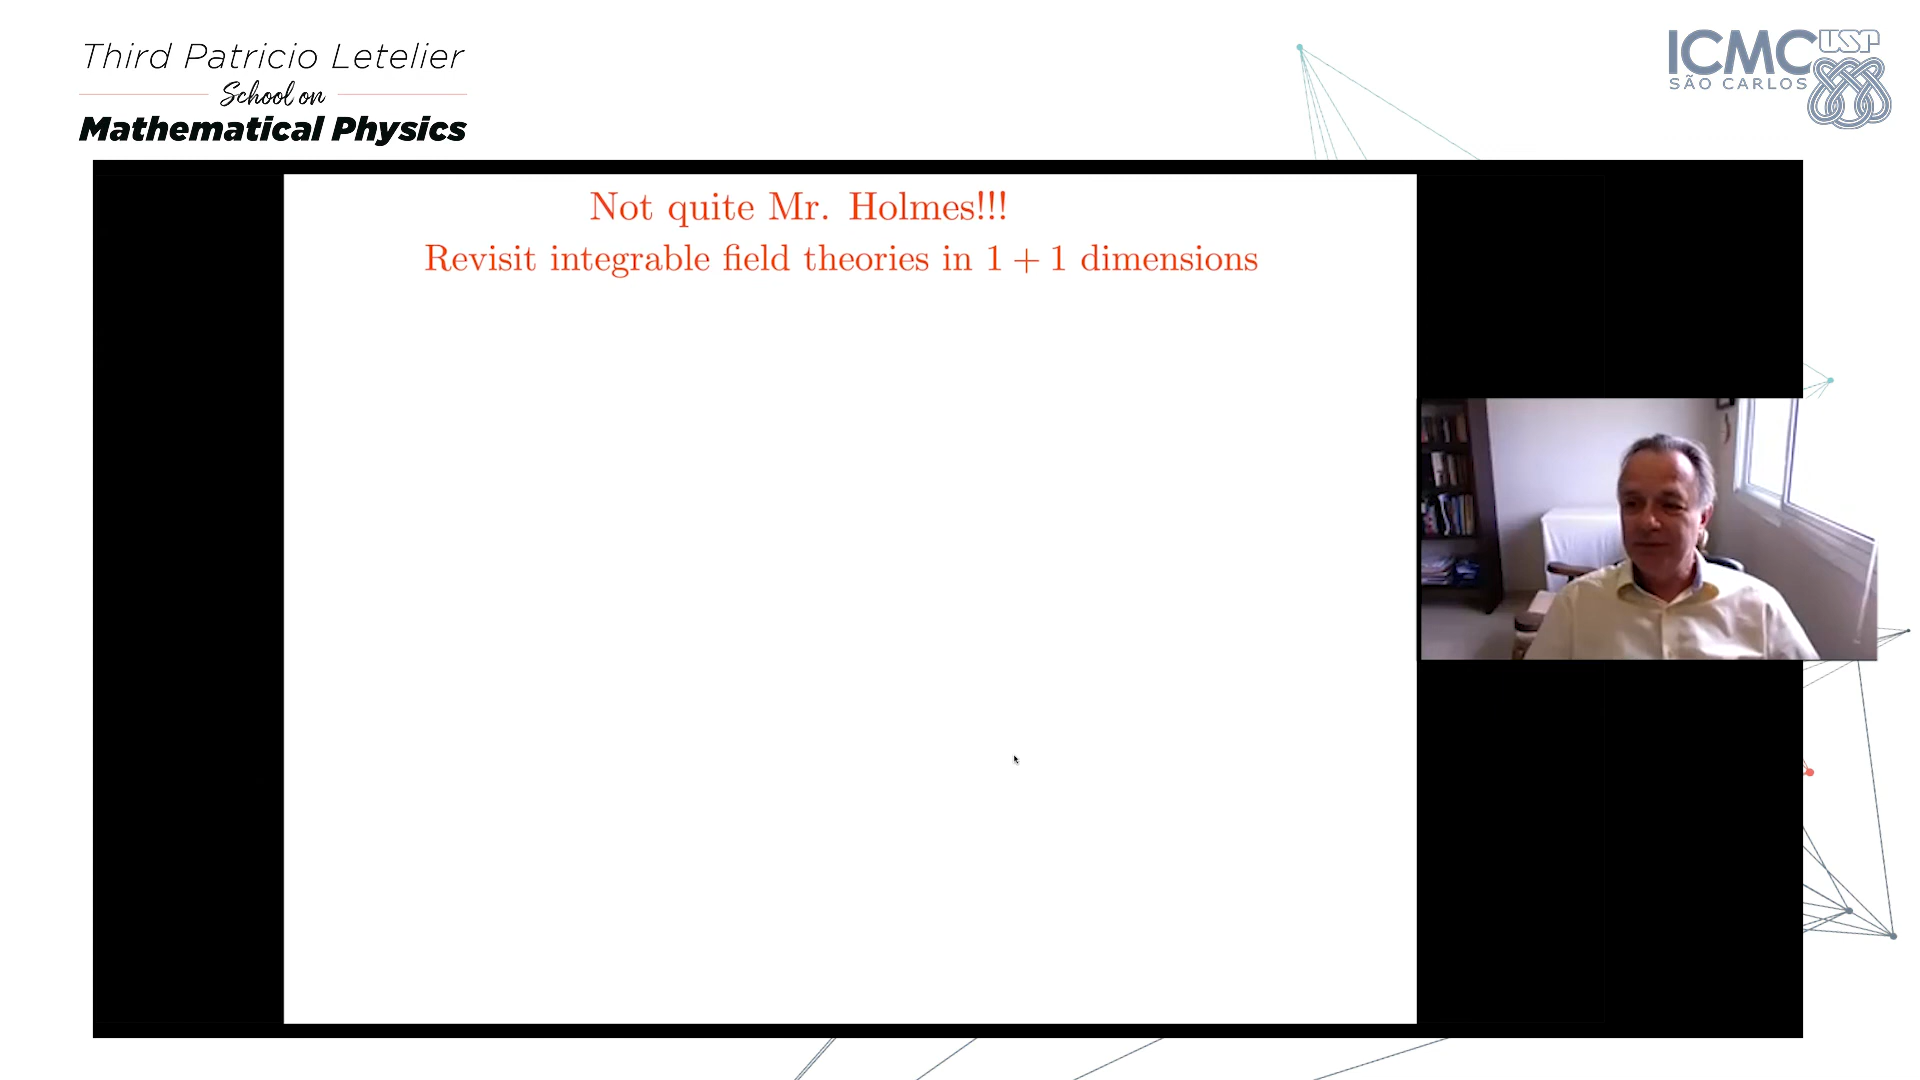 Third Patricio Letelier
School on
Mathematical Physics
ICMC USP
SÃO CARLOS
Not quite Mr. Holmes!!!
Revisit integrable field theories in 1 + 1 dimensions